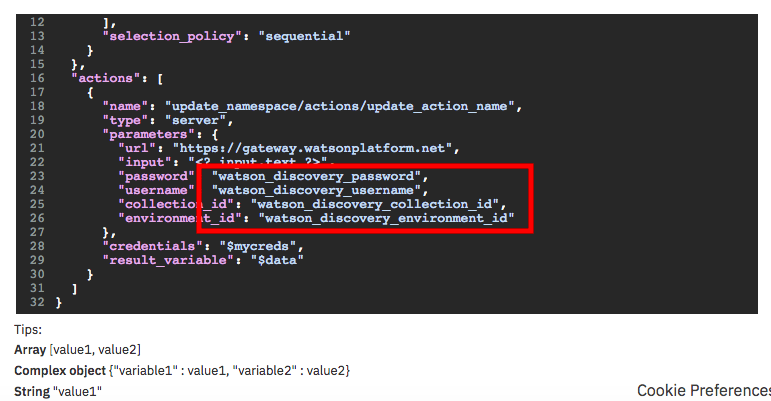 12 ],
13 "selection_policy": "sequential"
14 }
15 },
16 "actions": [
17 {
18 "name": "update_namespace/actions/update_action_name",
19 "type": "server",
20 "parameters": {
21 "url": "https://gateway.watsonplatform.net",
22 "input": "<? input.text ?>",
23 "password" "watson_discovery_password",
24 "username" "watson_discovery_username",
25 "collection_id": "watson_discovery_collection_id",
26 "environment_id": "watson_discovery_environment_id"
27 },
28 "credentials": "$mycreds",
29 "result_variable": "$data"
30 }
31 ]
32 }
Tips:
Array [value1, value2]
Complex object {"variable1" : value1, "variable2" : value2}
String "value1"
Cookie Preferences